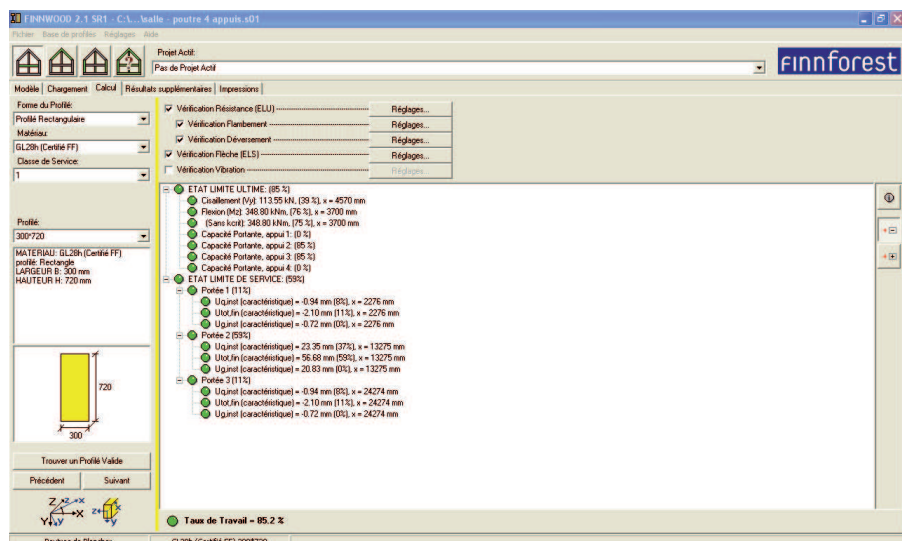 FINNWOOD 2.1 SR1 - C:\...\salle - poutre 4 appuis.s01
Fichier Base de profilés Réglages Aide
Projet Actif:
Pas de Projet Actif
FINNFOREST
Modèle Chargement Calcul Résultats supplémentaires Impressions
Forme du Profilé:
Profilé Rectangulaire
Matériau:
GL28h (Certifié FF)
Classe de Service:
1
Profilé:
300*720
MATERIAU: GL28h (Certifié FF)
profilé: Rectangle
LARGEUR B: 300 mm
HAUTEUR H: 720 mm
720
300
Trouver un Profilé Valide
Précédent Suivant
Z z x X Y y z x y
Vérification Résistance (ELU) Réglages...
Vérification Flambement Réglages...
Vérification Déversement Réglages...
Vérification Flèche (ELS) Réglages...
Vérification Vibration Réglages...
ETAT LIMITE ULTIME: (85 %)
Cisaillement (Vy): 113.55 kN, (39 %), x = 4570 mm
Flexion (Mz): 348.80 kNm, (76 %), x = 3700 mm
(Sans kcrit): 348.80 kNm, (75 %), x = 3700 mm
Capacité Portante, appui 1: (0 %)
Capacité Portante, appui 2: (85 %)
Capacité Portante, appui 3: (85 %)
Capacité Portante, appui 4: (0 %)
ETAT LIMITE DE SERVICE: (59%)
Portée 1 (11%)
Uq,inst (caractéristique) = -0.94 mm (8%), x = 2276 mm
Utot,fin (caractéristique) = -2.10 mm (11%), x = 2276 mm
Ug,inst (caractéristique) = -0.72 mm (0%), x = 2276 mm
Portée 2 (59%)
Uq,inst (caractéristique) = 23.35 mm (37%), x = 13275 mm
Utot,fin (caractéristique) = 56.68 mm (59%), x = 13275 mm
Ug,inst (caractéristique) = 20.83 mm (0%), x = 13275 mm
Portée 3 (11%)
Uq,inst (caractéristique) = -0.94 mm (8%), x = 24274 mm
Utot,fin (caractéristique) = -2.10 mm (11%), x = 24274 mm
Ug,inst (caractéristique) = -0.72 mm (0%), x = 24274 mm
Taux de Travail = 85.2 %
GL28h (Certifié FF) 300*720